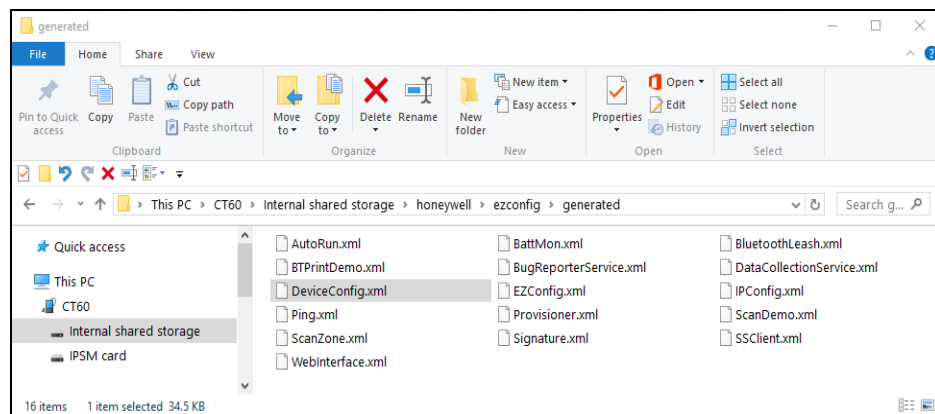 generated
File Home Share View
Pin to Quick access
Copy
Paste
Cut
Copy path
Paste shortcut
Clipboard
Move to
Copy to
Delete
Rename
Organize
New folder
New item
Easy access
New
Properties
Open
Edit
History
Open
Select all
Select none
Invert selection
Select
This PC > CT60 > Internal shared storage > honeywell > ezconfig > generated
Search g...
Quick access
This PC
CT60
Internal shared storage
IPSM card
AutoRun.xml BattMon.xml BluetoothLeash.xml
BTPrintDemo.xml BugReporterService.xml DataCollectionService.xml
DeviceConfig.xml EZConfig.xml IPConfig.xml
Ping.xml Provisioner.xml ScanDemo.xml
ScanZone.xml Signature.xml SSClient.xml
WebInterface.xml
16 items 1 item selected 34.5 KB